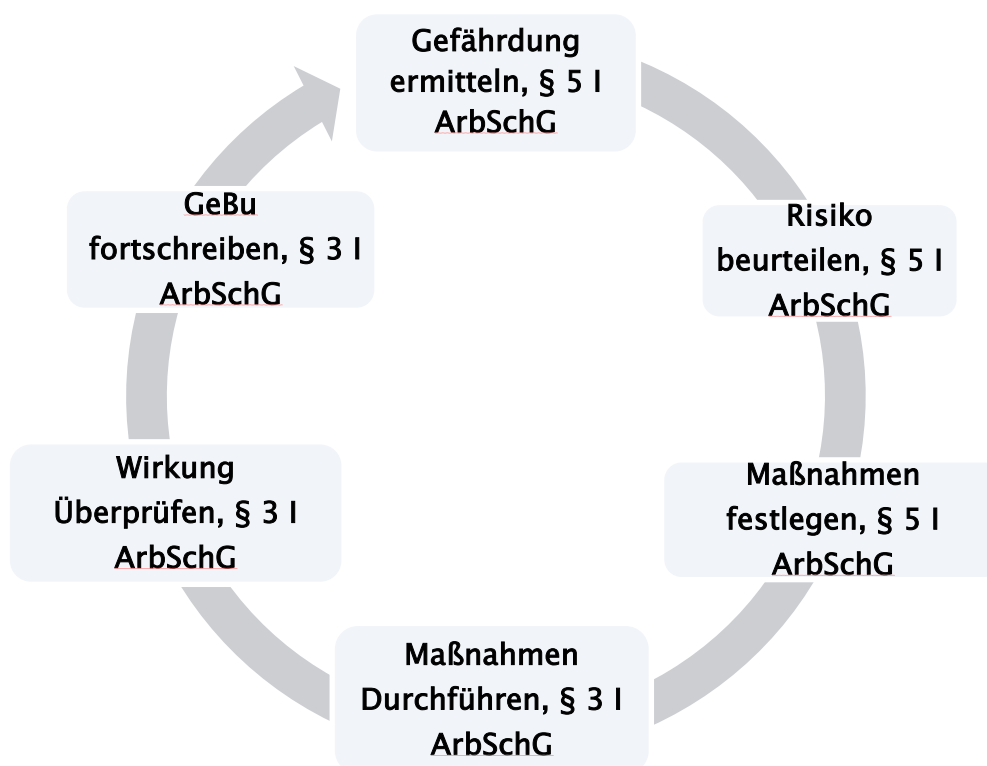 Gefährdung
ermitteln, § 5 I
ArbSchG
Risiko
beurteilen, § 5 I
ArbSchG
Maßnahmen
festlegen, § 5 I
ArbSchG
Maßnahmen
Durchführen, § 3 I
ArbSchG
Wirkung
Überprüfen, § 3 I
ArbSchG
GeBu
fortschreiben, § 3 I
ArbSchG